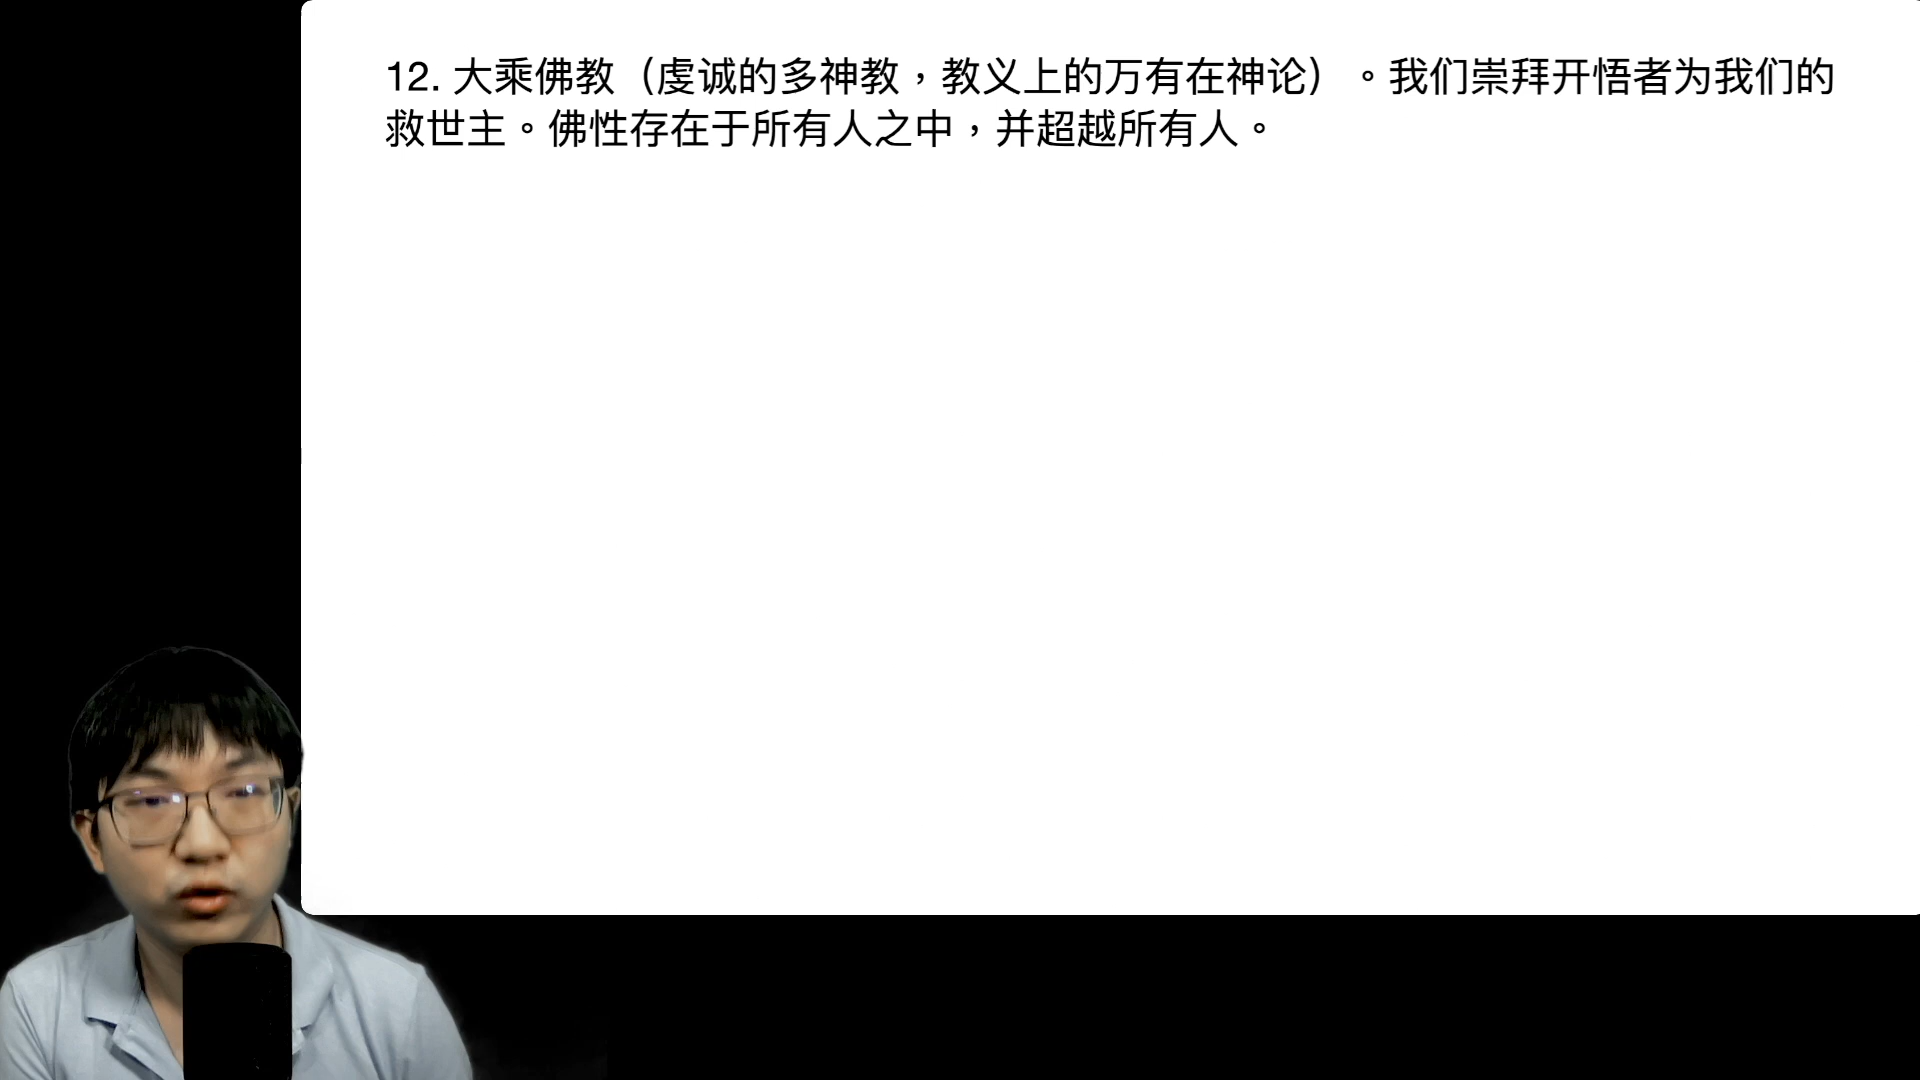 12. 大乘佛教（虔诚的多神教，教义上的万有在神论）。我们崇拜开悟者为我们的
救世主。佛性存在于所有人之中，并超越所有人。